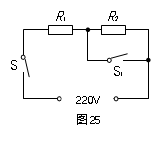 R₁ R₂
S S₁
220V
图25